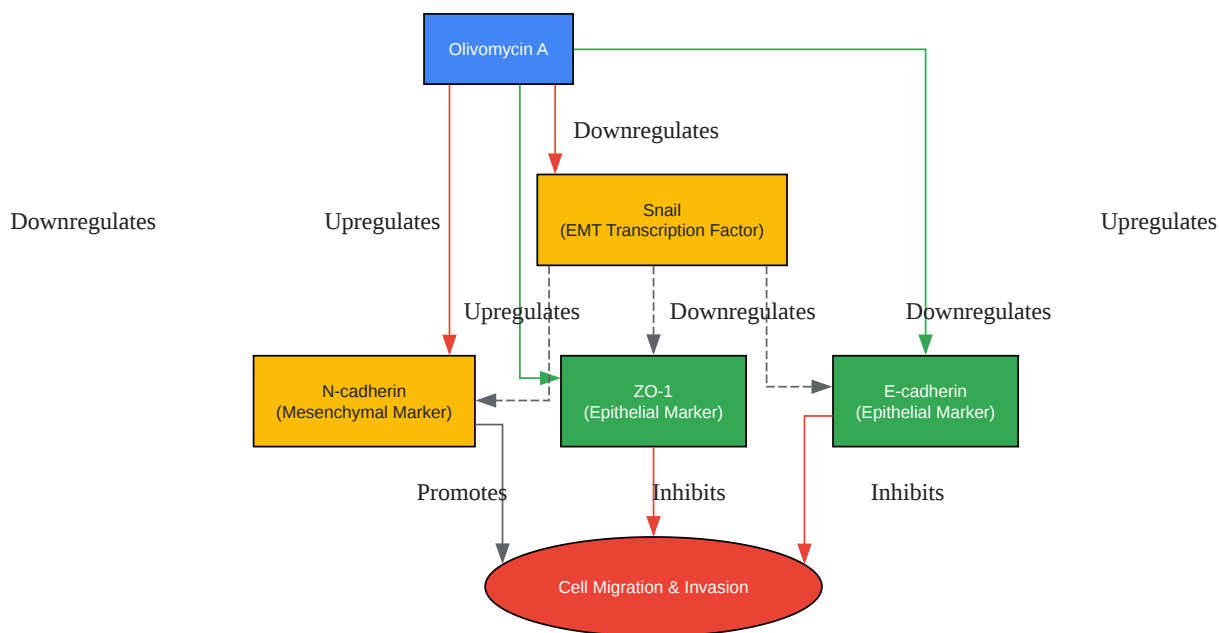 Olivomycin A
Downregulates
Snail
(EMT Transcription Factor)
Downregulates
Upregulates
Upregulates
Upregulates
Downregulates
Downregulates
N-cadherin
(Mesenchymal Marker)
ZO-1
(Epithelial Marker)
E-cadherin
(Epithelial Marker)
Promotes
Inhibits
Inhibits
Cell Migration & Invasion